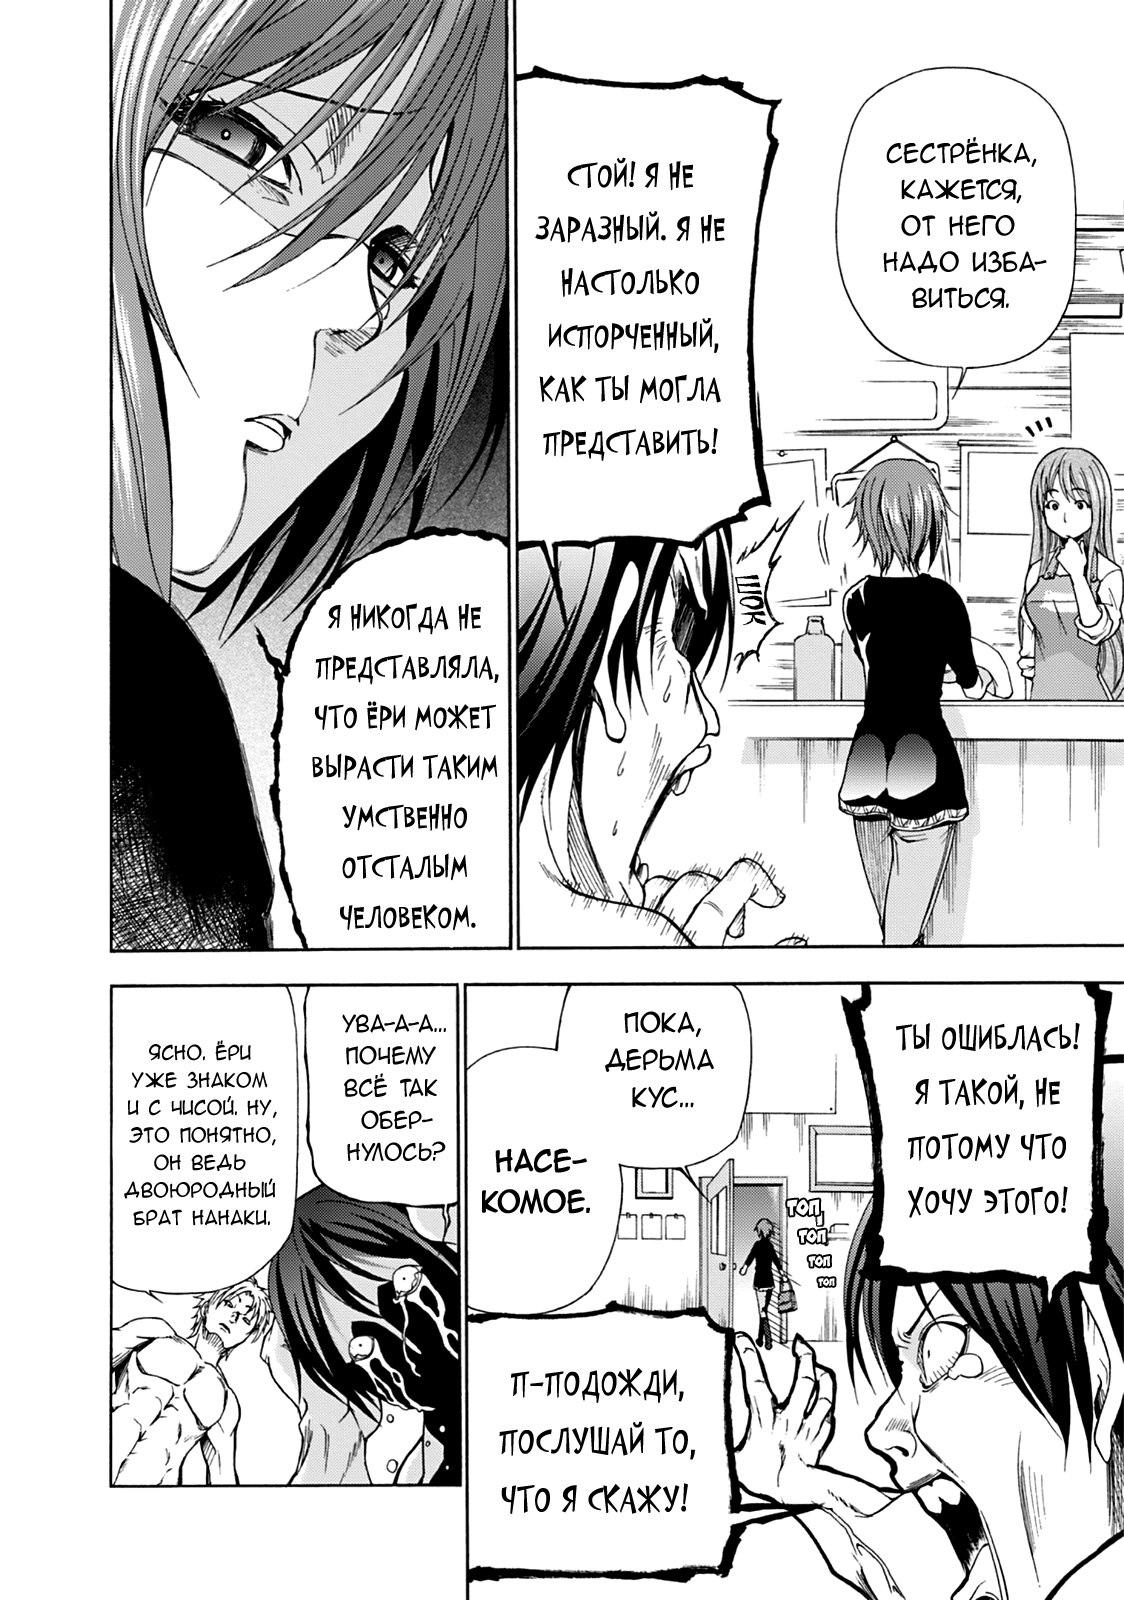 СЕСТРЁНКА,
КАЖЕТСЯ,
ОТ НЕГО
НАДО ИЗБА-
ВИТЬСЯ.
СТОЙ! Я НЕ
ЗАРАЗНЫЙ. Я НЕ
НАСТОЛЬКО
ИСПОРЧЕННЫЙ,
КАК ТЫ МОГЛА
ПРЕДСТАВИТЬ!
ШОК
Я НИКОГДА НЕ
ПРЕДСТАВЛЯЛА,
ЧТО ЁРИ МОЖЕТ
ВЫРАСТИ ТАКИМ
УМСТВЕННО
ОТСТАЛЫМ
ЧЕЛОВЕКОМ.
ТЫ ОШИБЛАСЬ!
Я ТАКОЙ, НЕ
ПОТОМУ ЧТО
ХОЧУ ЭТОГО!
ПОКА,
ДЕРЬМА
КУС...
НАСЕ-
КОМОЕ.
ТОП,
ТОП,
ТОП
ТОП
П-ПОДОЖДИ,
ПОСЛУШАЙ ТО,
ЧТО Я СКАЖУ!
УВА-А-А...
ПОЧЕМУ
ВСЁ ТАК
ОБЕР-
НУЛОСЬ?
ЯСНО. ЁРИ
УЖЕ ЗНАКОМ
И С ЧИСОЙ. НУ,
ЭТО ПОНЯТНО,
ОН ВЕДЬ
ДВОЮРОДНЫЙ
БРАТ НАНАКИ.